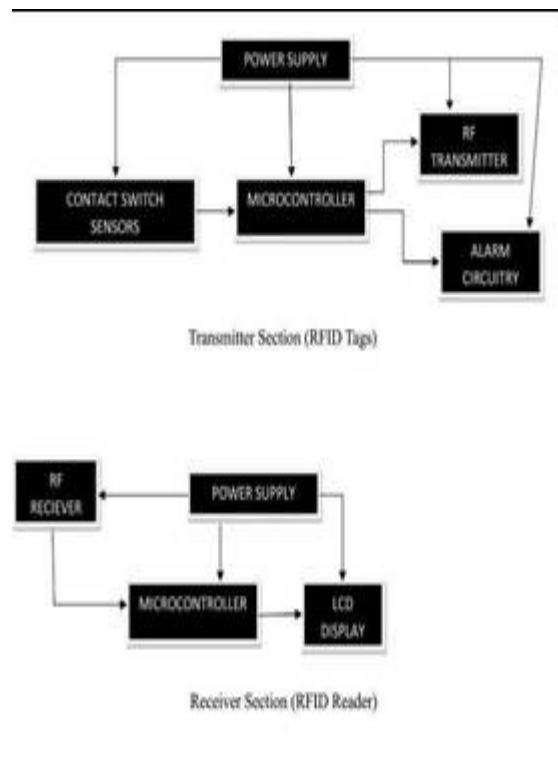 POWER SUPPLY
RF
TRANSMITTER
CONTACT SWITCH
SENSORS
MICROCONTROLLER
ALARM
CIRCUITRY
Transmitter Section (RFID Tags)
RF
RECIEVER
POWER SUPPLY
MICROCONTROLLER
LCD
DISPLAY
Receiver Section (RFID Reader)